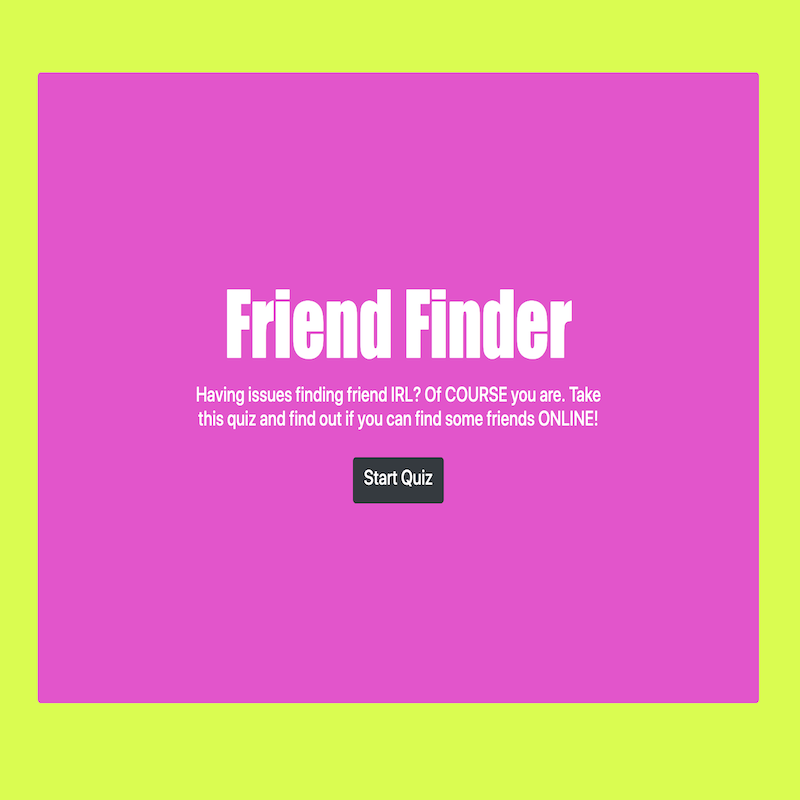 Friend Finder
Having issues finding friend IRL? Of COURSE you are. Take
this quiz and find out if you can find some friends ONLINE!
Start Quiz